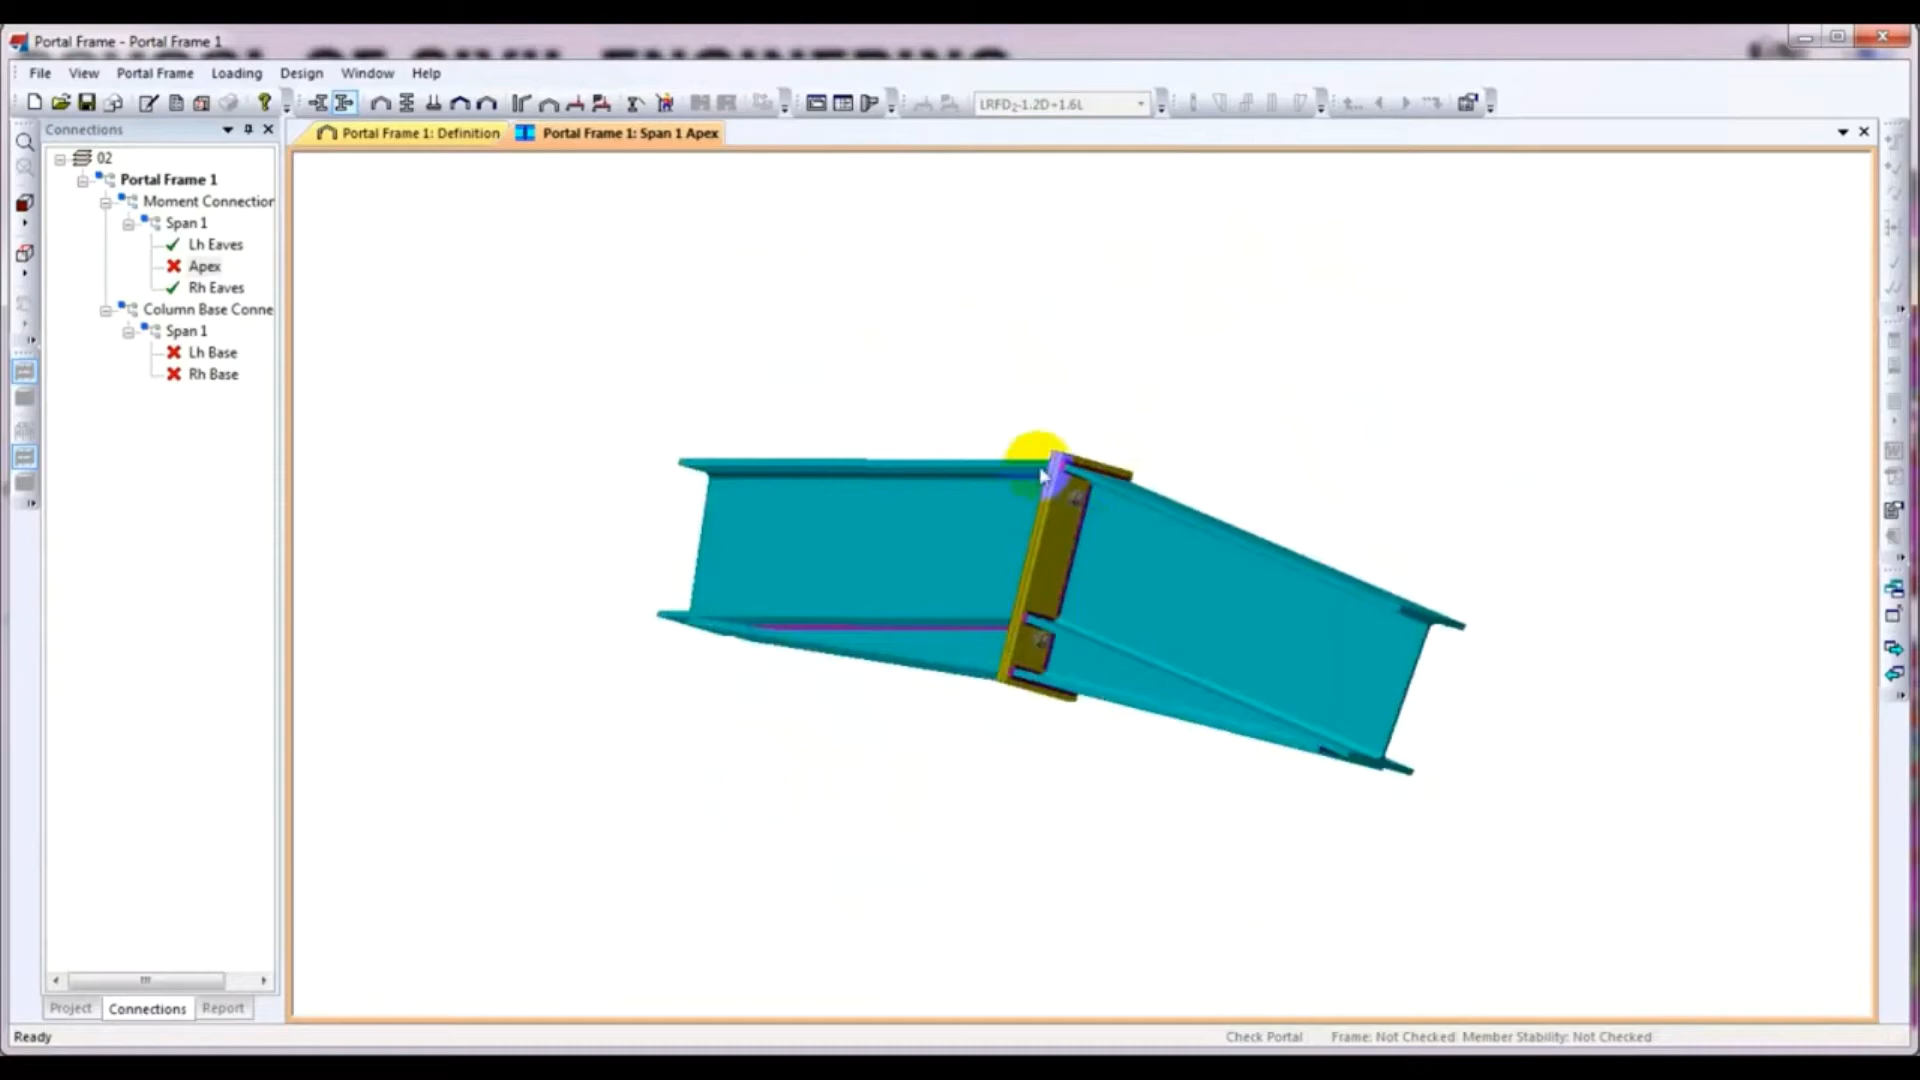 Portal Frame - Portal Frame 1
OF CIVIL ENGINEERING
File View Portal Frame Loading Design Window Help
LRFD2-1.2D+1.6L
Connections
Portal Frame 1: Definition
Portal Frame 1: Span 1 Apex
02
Portal Frame 1
Moment Connection
Span 1
Lh Eaves
Apex
Rh Eaves
Column Base Conne
Span 1
Lh Base
Rh Base
Project Connections Report
Ready
Check Portal
Frame: Not Checked Member Stability: Not Checked